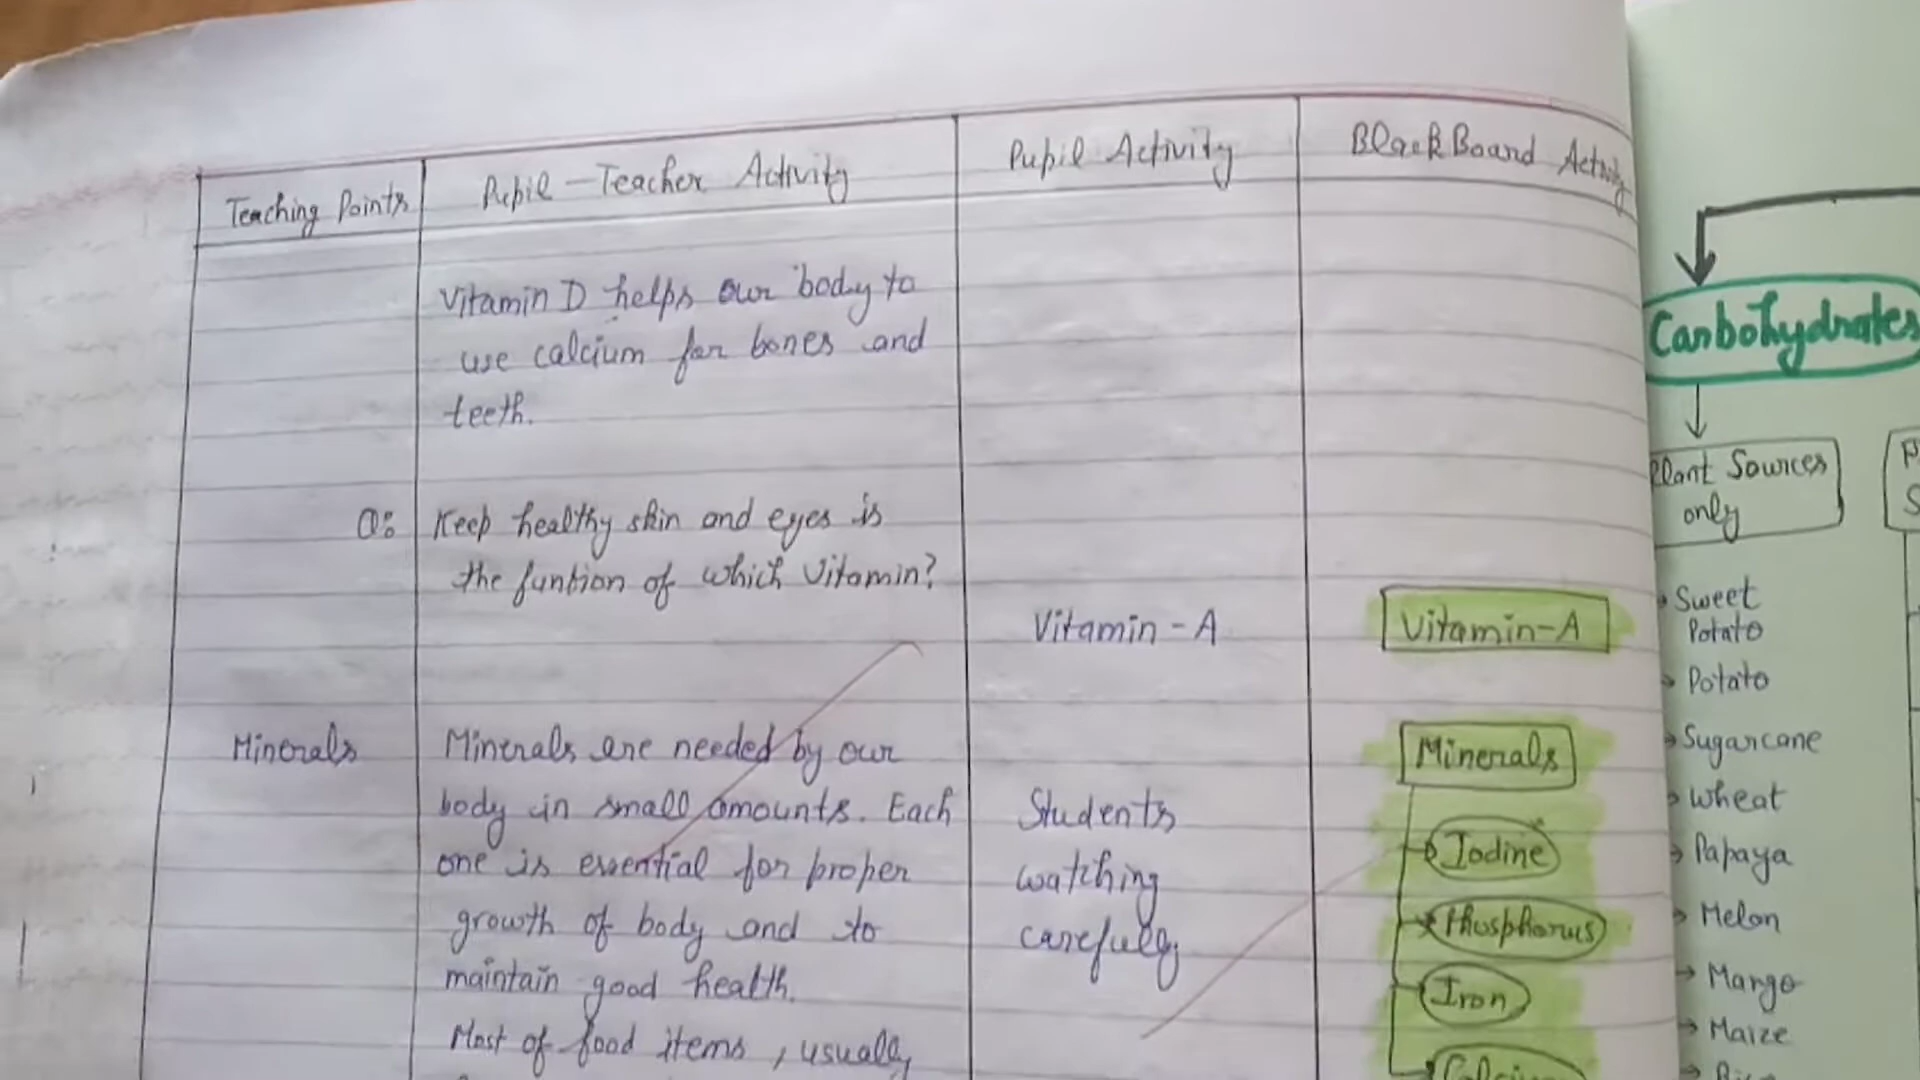 Teaching Points
Pupil - Teacher Activity
Pupil Activity
BlackBoard Activity
Vitamin D helps our body to
use calcium for bones and
teeth.
Q: Keep healthy skin and eyes is
the funtion of which Vitamin?
Vitamin - A
Vitamin-A
Minerals
Minerals are needed by our
body in small amounts. Each
one is essential for proper
growth of body and to
maintain good health.
Most of food items, usually
Students
watching
carefully
Minerals
Iodine
Phosphorus
Iron
Calcium
Carbohydrates
Plant Sources
only
Sweet
Potato
Potato
Sugarcane
Wheat
Papaya
Melon
Mango
Maize